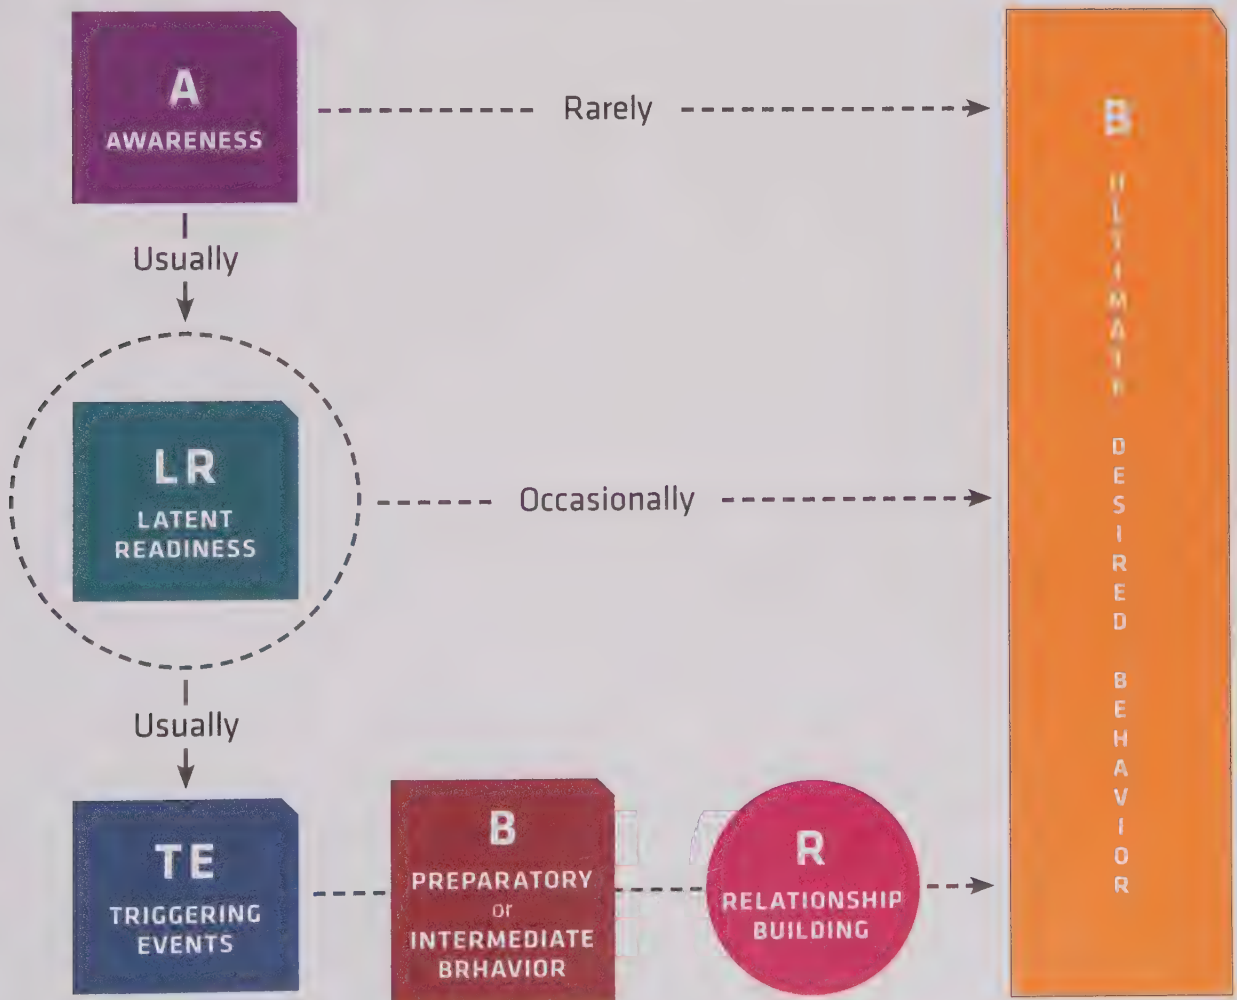 A
AWARENESS
Rarely
Usually
LR
LATENT
READINESS
Occasionally
Usually
TE
TRIGGERING
EVENTS
B
PREPARATORY
or
INTERMEDIATE
BRHAVIOR
R
RELATIONSHIP
BUILDING
B
ULTIMATE DESIRED BEHAVIOR